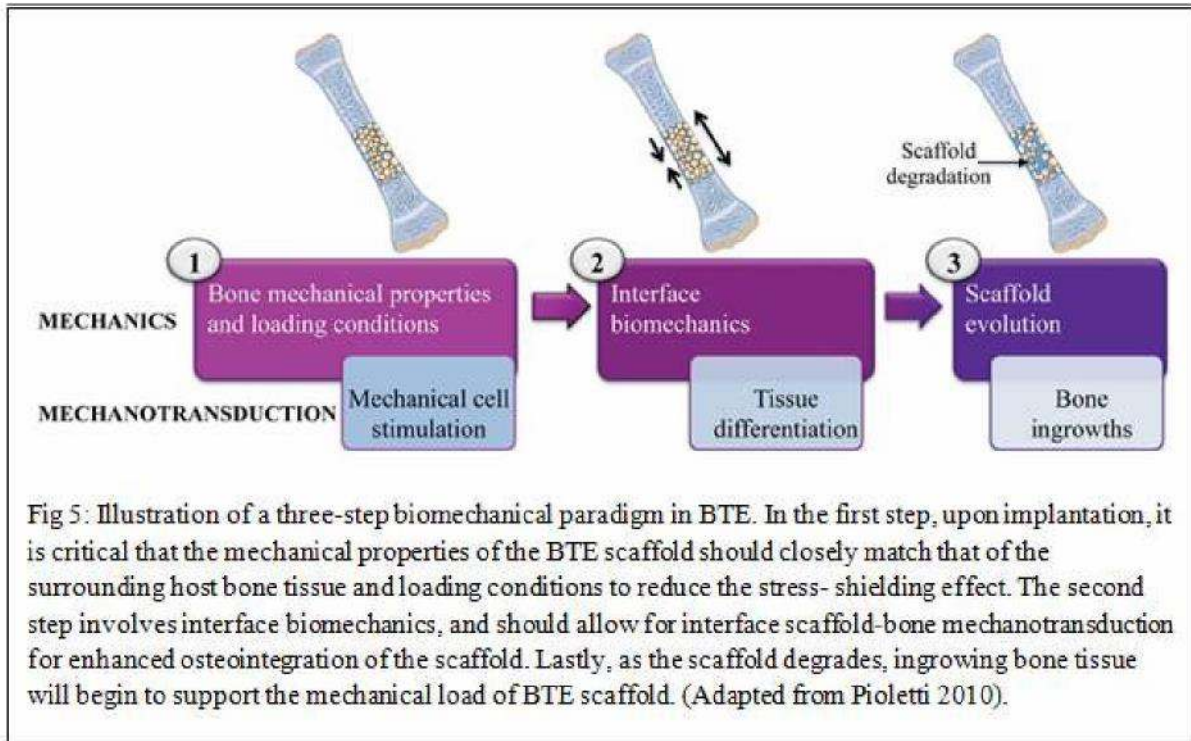 Scaffold
degradation
1
2
3
MECHANICS
Bone mechanical properties
and loading conditions
Interface
biomechanics
Scaffold
evolution
MECHANOTRANSDUCTION
Mechanical cell
stimulation
Tissue
differentiation
Bone
ingrowths
Fig 5: Illustration of a three-step biomechanical paradigm in BTE. In the first step, upon implantation, it
is critical that the mechanical properties of the BTE scaffold should closely match that of the
surrounding host bone tissue and loading conditions to reduce the stress- shielding effect. The second
step involves interface biomechanics, and should allow for interface scaffold-bone mechanotransduction
for enhanced osteointegration of the scaffold. Lastly, as the scaffold degrades, ingrowing bone tissue
will begin to support the mechanical load of BTE scaffold. (Adapted from Pioletti 2010).